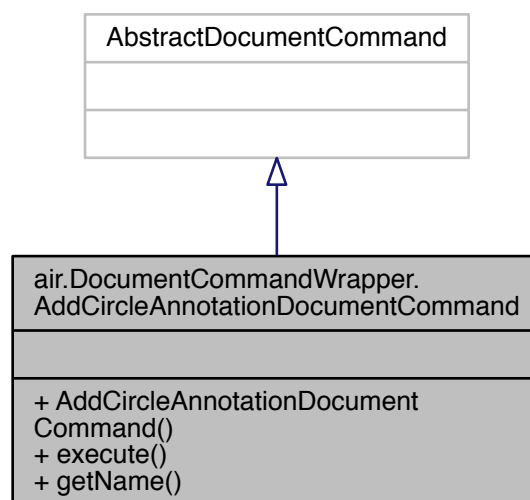 AbstractDocumentCommand
air.DocumentCommandWrapper.
AddCircleAnnotationDocumentCommand
+ AddCircleAnnotationDocument
Command()
+ execute()
+ getName()